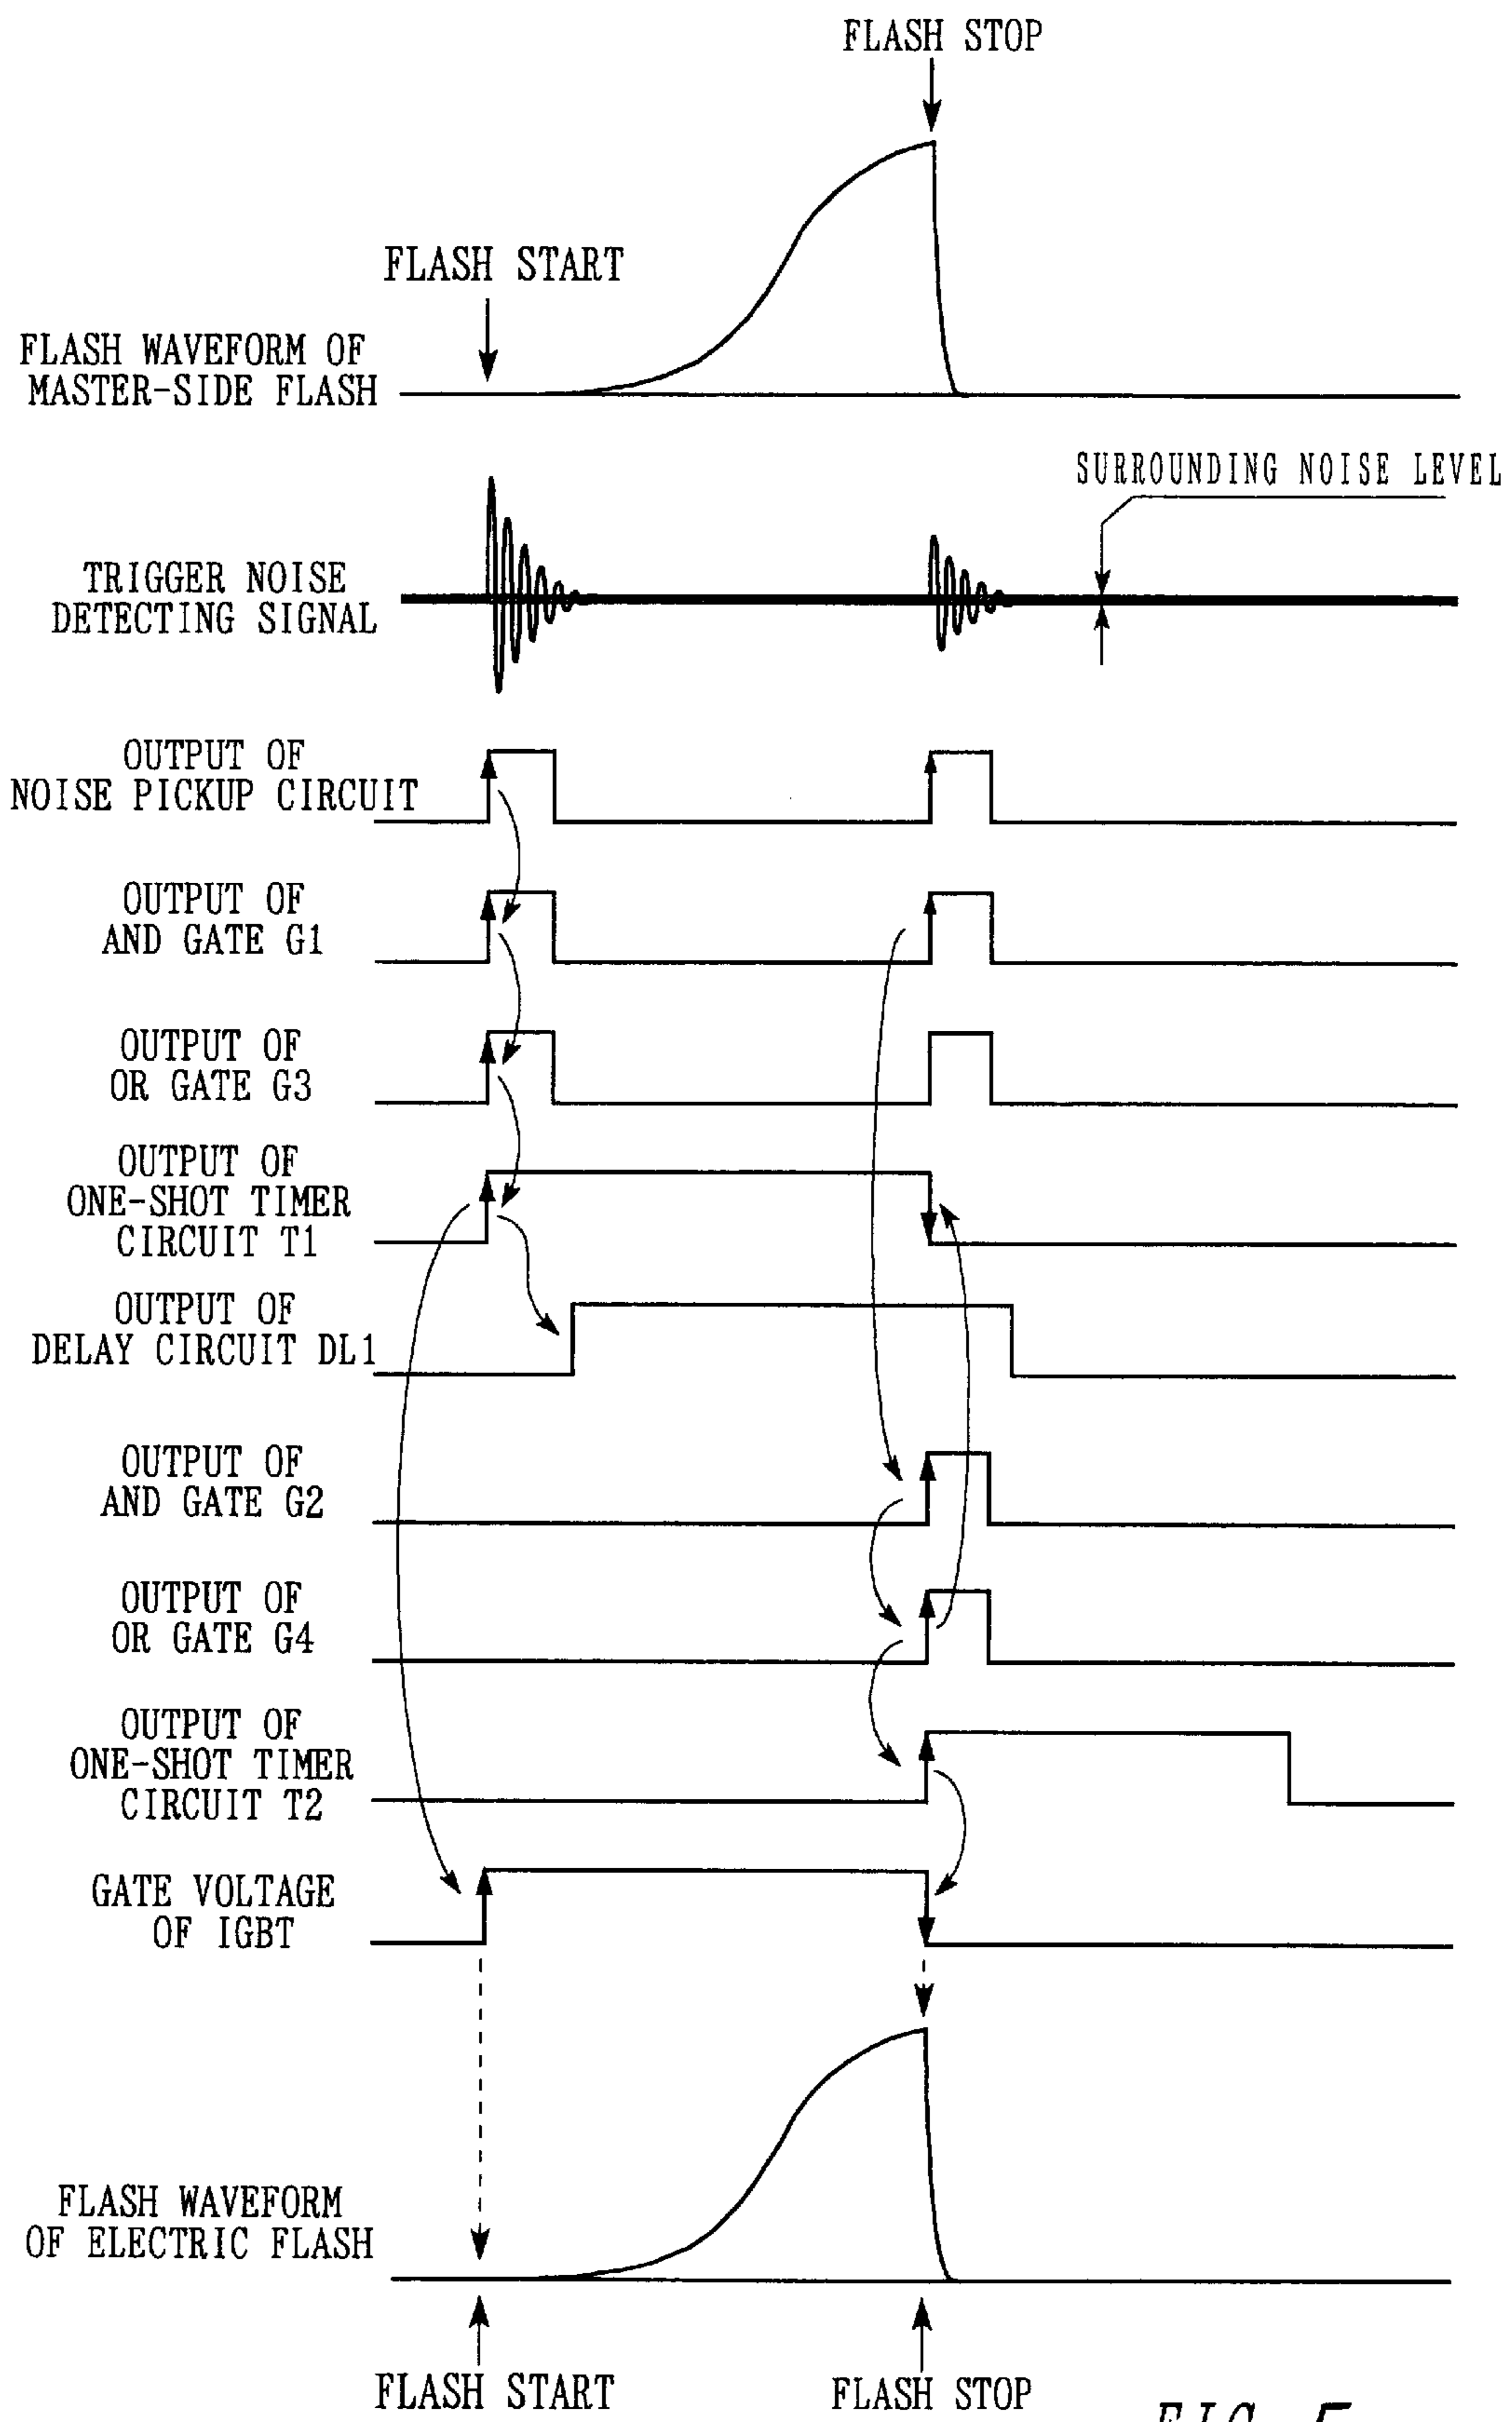 FLASH STOP
FLASH START
FLASH WAVEFORM OF
MASTER-SIDE FLASH
SURROUNDING NOISE LEVEL
TRIGGER NOISE
DETECTING SIGNAL
OUTPUT OF
NOISE PICKUP CIRCUIT
OUTPUT OF
AND GATE G1
OUTPUT OF
OR GATE G3
OUTPUT OF
ONE-SHOT TIMER
CIRCUIT T1
OUTPUT OF
DELAY CIRCUIT DL1
OUTPUT OF
AND GATE G2
OUTPUT OF
OR GATE G4
OUTPUT OF
ONE-SHOT TIMER
CIRCUIT T2
GATE VOLTAGE
OF IGBT
FLASH WAVEFORM
OF ELECTRIC FLASH
FLASH START
FLASH STOP